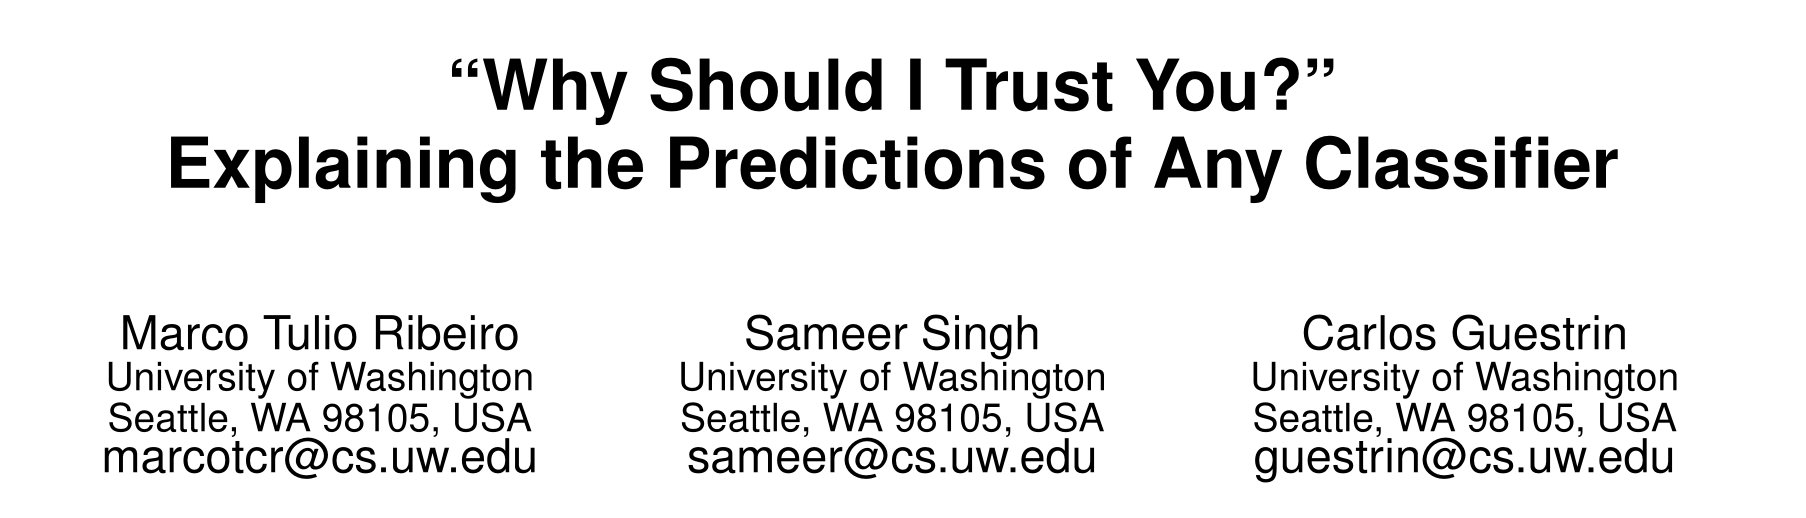 “Why Should I Trust You?”
Explaining the Predictions of Any Classifier
Marco Tulio Ribeiro
University of Washington
Seattle, WA 98105, USA
marcotcr@cs.uw.edu
Sameer Singh
University of Washington
Seattle, WA 98105, USA
sameer@cs.uw.edu
Carlos Guestrin
University of Washington
Seattle, WA 98105, USA
guestrin@cs.uw.edu